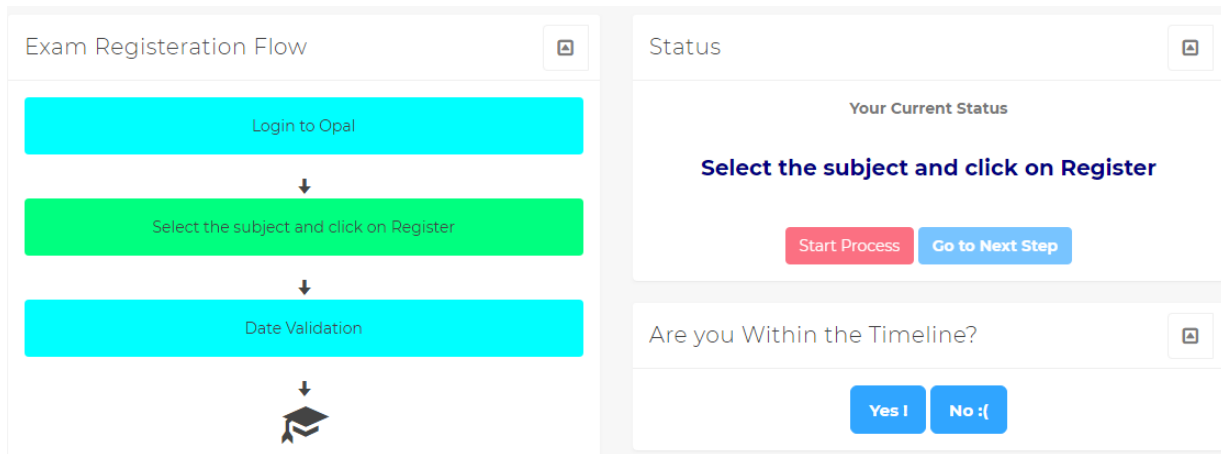 Exam Registeration Flow
Login to Opal
Select the subject and click on Register
Date Validation
Status
Your Current Status
Select the subject and click on Register
Start Process
Go to Next Step
Are you Within the Timeline?
Yes !
No :(